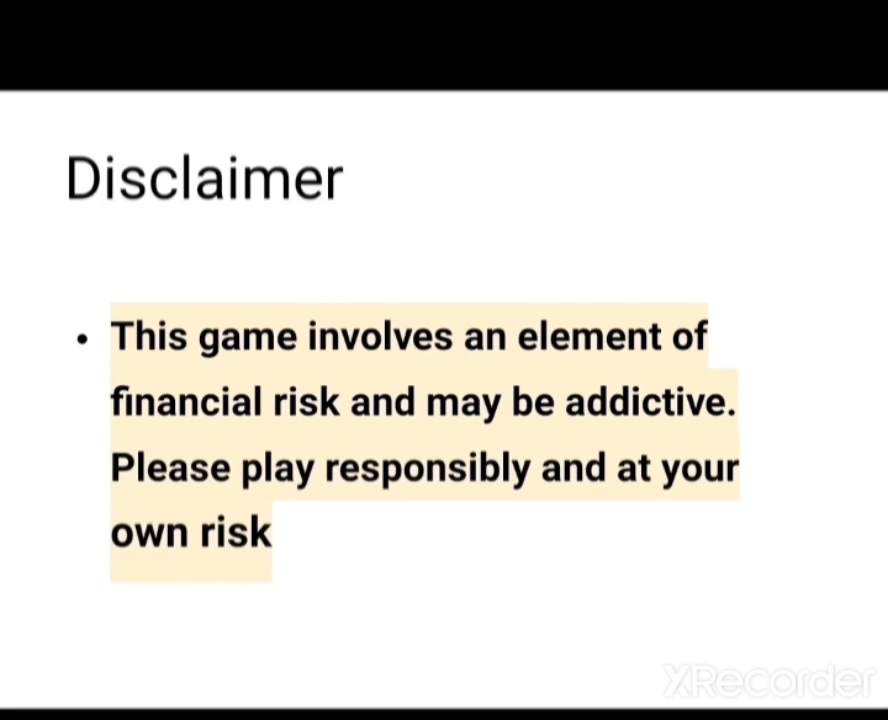 Disclaimer
• This game involves an element of
financial risk and may be addictive.
Please play responsibly and at your
own risk
XRecorder